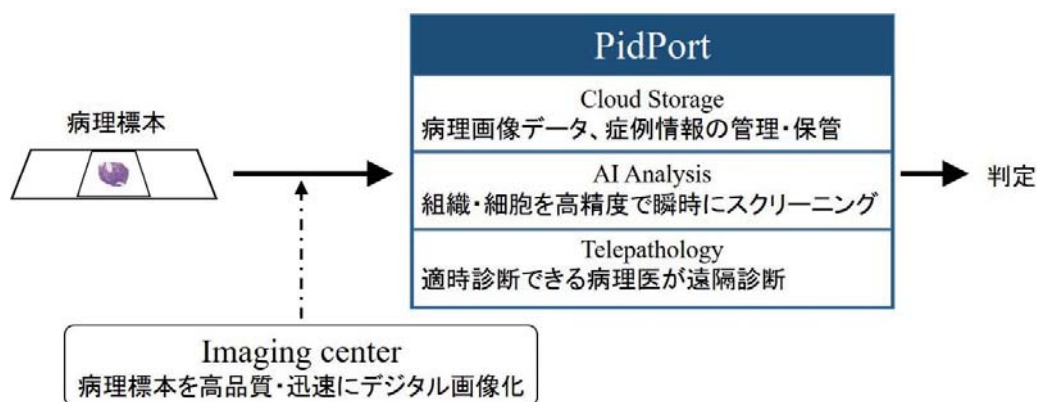 病理標本
PidPort
Cloud Storage
病理画像データ、症例情報の管理・保管
AI Analysis
組織・細胞を高精度で瞬時にスクリーニング
Telepathology
適時診断できる病理医が遠隔診断
判定
Imaging center
病理標本を高品質・迅速にデジタル画像化